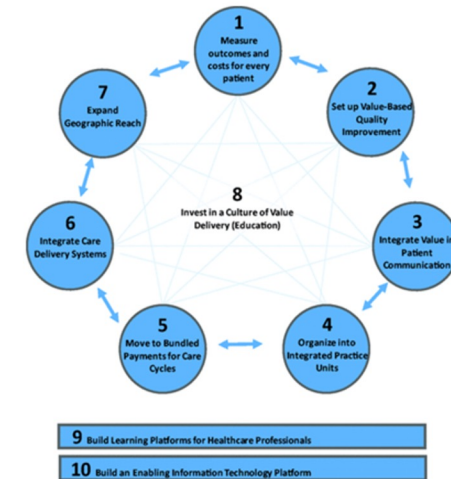 1
Measure
outcomes and
costs for every
patient
2
Set up Value-Based
Quality
Improvement
3
Integrate Value in
Patient
Communication
4
Organize into
Integrated Practice
Units
5
Move to Bundled
Payments for Care
Cycles
6
Integrate Care
Delivery Systems
7
Expand
Geographic Reach
8
Invest in a Culture of Value
Delivery (Education)
9 Build Learning Platforms for Healthcare Professionals
10 Build an Enabling Information Technology Platform